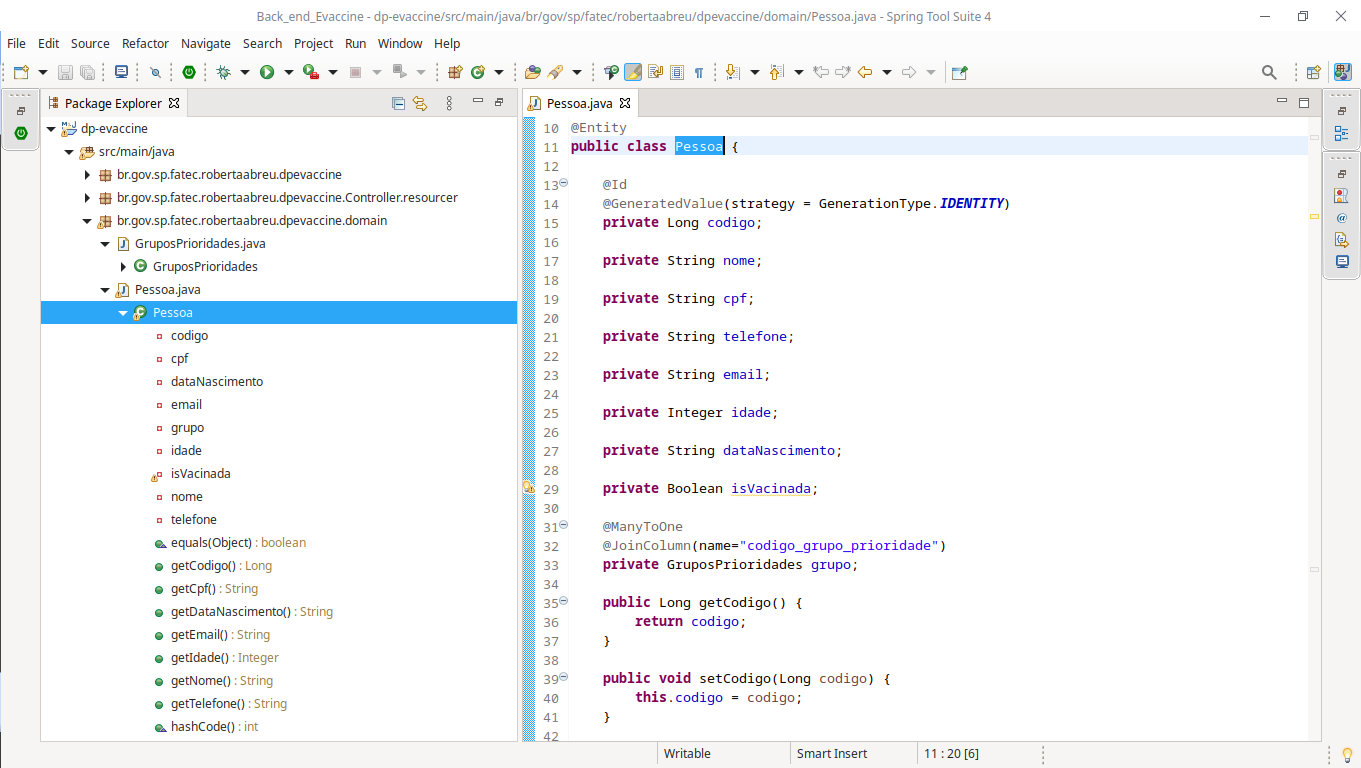 Back_end_Evaccine - dp-evaccine/src/main/java/br/gov/sp/fatec/robertaabreu/dpevaccine/domain/Pessoa.java - Spring Tool Suite 4
File Edit Source Refactor Navigate Search Project Run Window Help
Package Explorer
dp-evaccine
src/main/java
br.gov.sp.fatec.robertaabreu.dpevaccine
br.gov.sp.fatec.robertaabreu.dpevaccine.Controller.resourcer
br.gov.sp.fatec.robertaabreu.dpevaccine.domain
GruposPrioridades.java
GruposPrioridades
Pessoa.java
Pessoa
codigo
cpf
dataNascimento
email
grupo
idade
isVacinada
nome
telefone
equals(Object) : boolean
getCodigo() : Long
getCpf() : String
getDataNascimento() : String
getEmail() : String
getIdade() : Integer
getNome() : String
getTelefone() : String
hashCode() : int
Pessoa.java
10 @Entity
11 public class Pessoa {
12
13 @Id
14 @GeneratedValue(strategy = GenerationType.IDENTITY)
15 private Long codigo;
16
17 private String nome;
18
19 private String cpf;
20
21 private String telefone;
22
23 private String email;
24
25 private Integer idade;
26
27 private String dataNascimento;
28
29 private Boolean isVacinada;
30
31 @ManyToOne
32 @JoinColumn(name="codigo_grupo_prioridade")
33 private GruposPrioridades grupo;
34
35 public Long getCodigo() {
36 return codigo;
37 }
38
39 public void setCodigo(Long codigo) {
40 this.codigo = codigo;
41 }
42
Writable Smart Insert 11 : 20 [6]